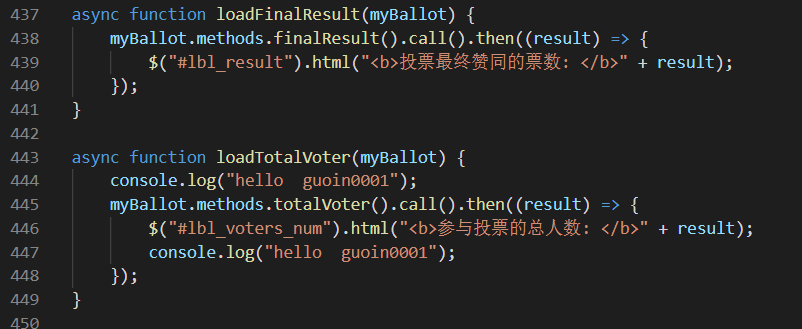 437 async function loadFinalResult(myBallot) {
438 myBallot.methods.finalResult().call().then((result) => {
439 $("#lbl_result").html("<b>投票最终赞同的票数: </b>" + result);
440 });
441 }
442
443 async function loadTotalVoter(myBallot) {
444 console.log("hello  guoin0001");
445 myBallot.methods.totalVoter().call().then((result) => {
446 $("#lbl_voters_num").html("<b>参与投票的总人数: </b>" + result);
447 console.log("hello  guoin0001");
448 });
449 }
450